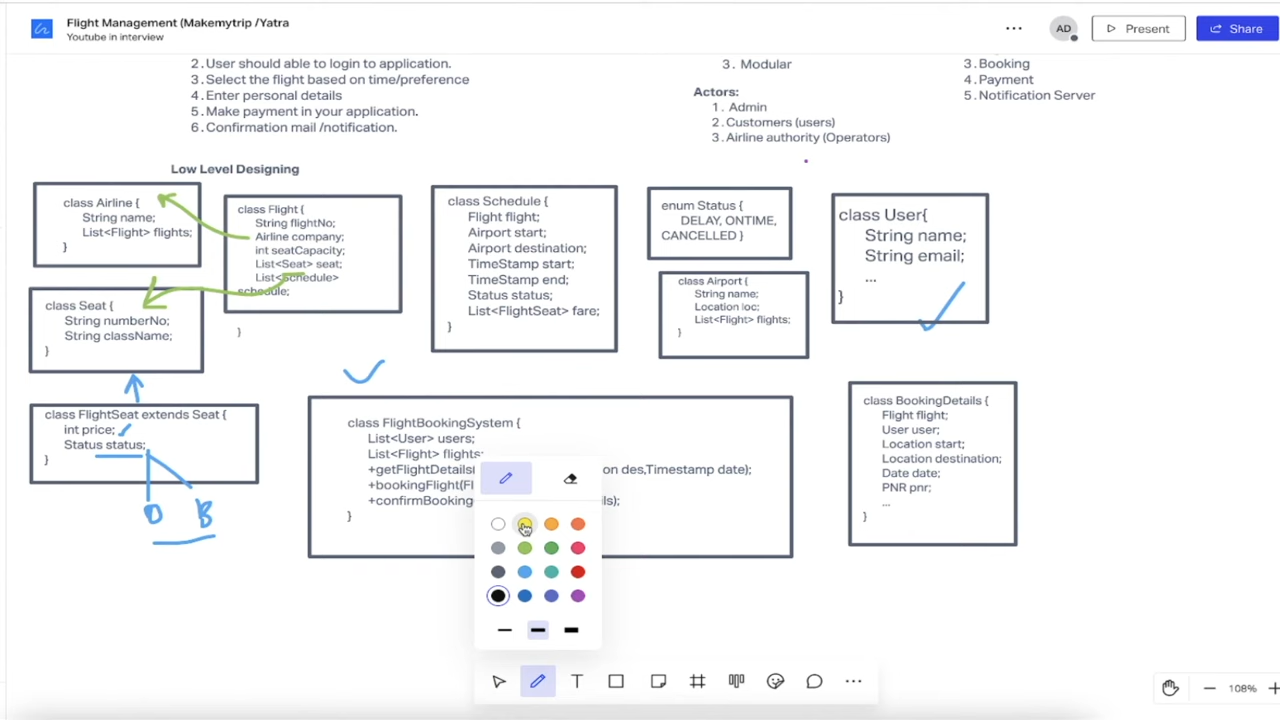 Flight Management (Makemytrip /Yatra
Youtube in interview
AD
Present
Share
2.User should able to login to application.
3.Select the flight based on time/preference
4.Enter personal details
5.Make payment in your application.
6.Confirmation mail /notification.
3. Modular
Actors:
1. Admin
2.Customers (users)
3.Airline authority (Operators)
3.Booking
4.Payment
5.Notification Server
Low Level Designing
class Airline {
String name;
List<Flight> flights;
}
class Flight {
String flightNo;
Airline company;
int seatCapacity;
List<Seat> seat;
List<Schedule>
schedule;
}
class Schedule {
Flight flight;
Airport start;
Airport destination;
TimeStamp start;
TimeStamp end;
Status status;
List<FlightSeat> fare;
}
enum Status {
DELAY, ONTIME,
CANCELLED }
class User{
String name;
String email;
...
}
class Seat {
String numberNo;
String className;
}
class Airport {
String name;
Location loc;
List<Flight> flights;
}
class FlightSeat extends Seat {
int price;
Status status;
}
B
class FlightBookingSystem {
List<User> users;
List<Flight> flights;
+getFlightDetails on des,Timestamp date);
+bookingFlight(Fl
+confirmBooking ls);
}
class BookingDetails {
Flight flight;
User user;
Location start;
Location destination;
Date date;
PNR pnr;
...
}
T
108%